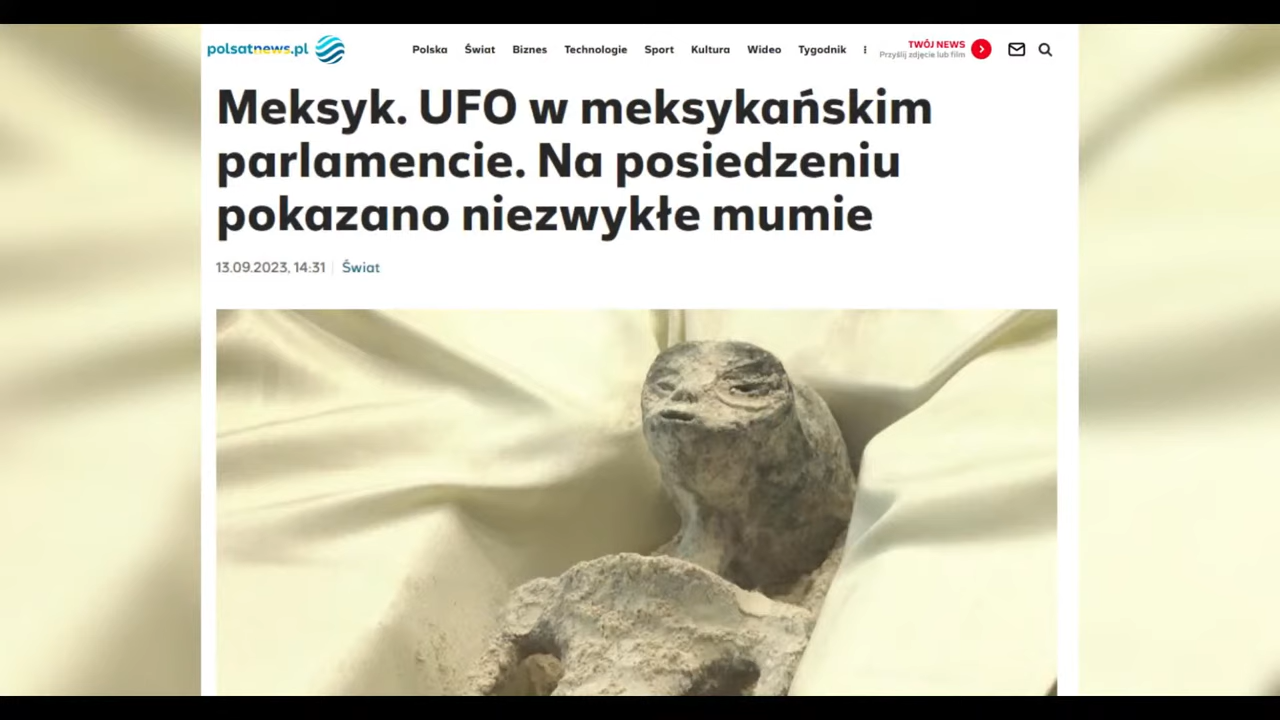 polsatnews.pl
Polska Świat Biznes Technologie Sport Kultura Wideo Tygodnik
TWÓJ NEWS
Przyślij zdjęcie lub film
Meksyk. UFO w meksykańskim
parlamencie. Na posiedzeniu
pokazano niezwykłe mumie
13.09.2023, 14:31 Świat